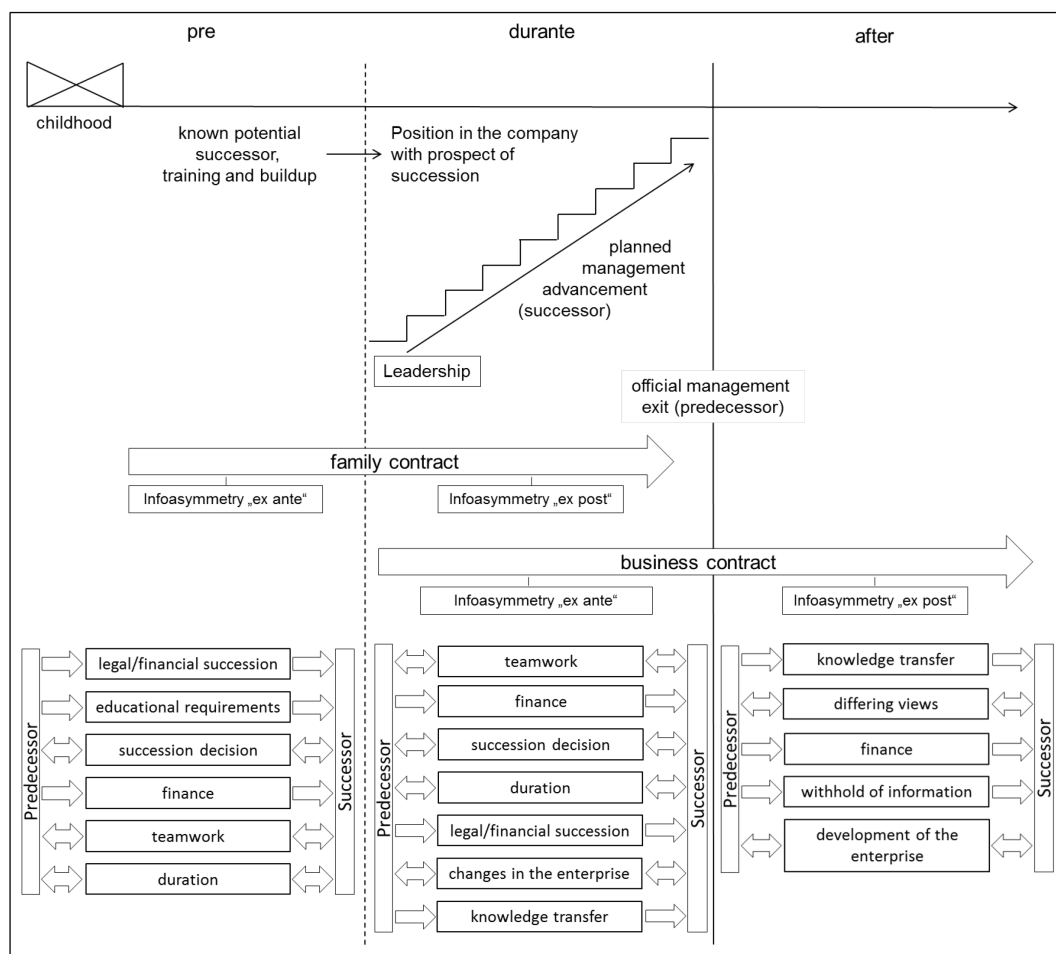 pre
durante
after
childhood
known potential
successor,
training and buildup
Position in the company
with prospect of
succession
planned
management
advancement
(successor)
Leadership
official management
exit (predecessor)
family contract
Infoasymmetry „ex ante“
Infoasymmetry „ex post“
business contract
Infoasymmetry „ex ante“
Infoasymmetry „ex post“
Predecessor
legal/financial succession
educational requirements
succession decision
finance
teamwork
duration
Successor
Predecessor
teamwork
finance
succession decision
duration
legal/financial succession
changes in the enterprise
knowledge transfer
Successor
Predecessor
knowledge transfer
differing views
finance
withhold of information
development of the
enterprise
Successor